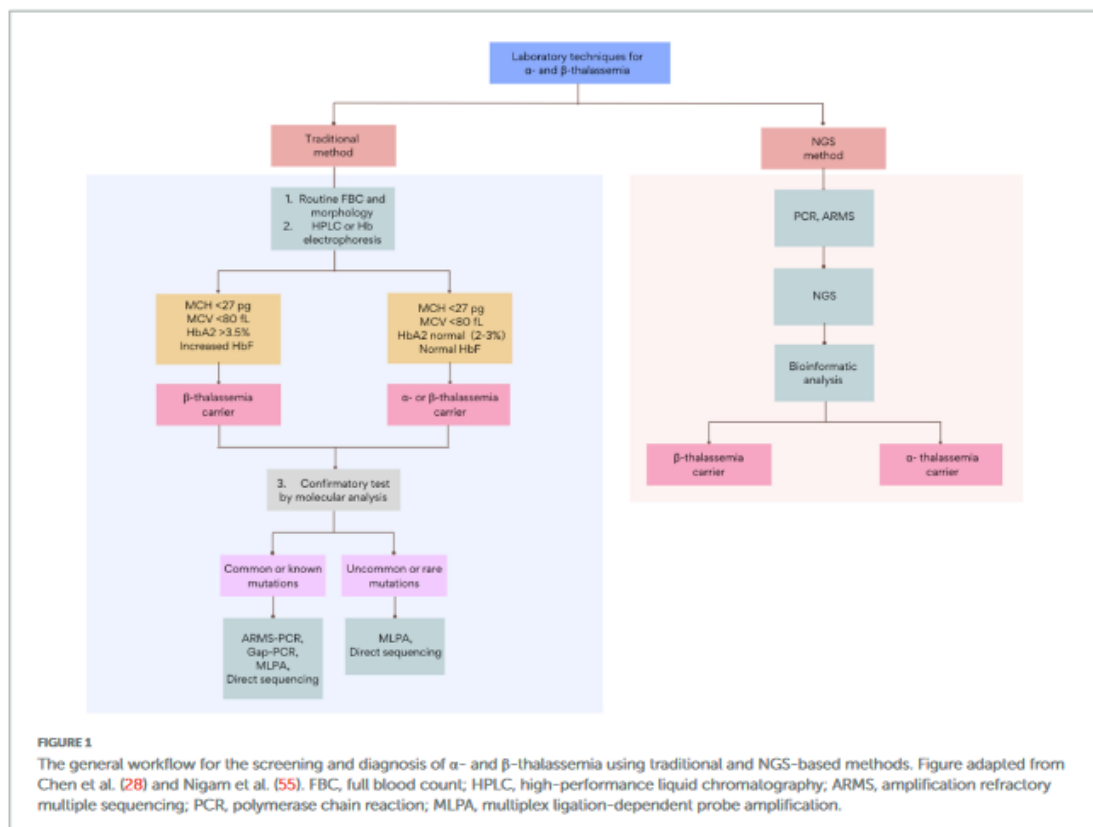 Laboratory techniques for
α- and β-thalassemia
Traditional
method
NGS
method
1. Routine FBC and
morphology
2. HPLC or Hb
electrophoresis
PCR, ARMS
NGS
MCH <27 pg
MCV <80 fL
HbA2 >3.5%
Increased HbF
MCH <27 pg
MCV <80 fL
HbA2 normal (2-3%)
Normal HbF
Bioinformatic
analysis
β-thalassemia
carrier
α- or β-thalassemia
carrier
β-thalassemia
carrier
α- thalassemia
carrier
3. Confirmatory test
by molecular analysis
Common or known
mutations
Uncommon or rare
mutations
ARMS-PCR,
Gap-PCR,
MLPA,
Direct sequencing
MLPA,
Direct sequencing
FIGURE 1
The general workflow for the screening and diagnosis of α- and β-thalassemia using traditional and NGS-based methods. Figure adapted from
Chen et al. (28) and Nigam et al. (55). FBC, full blood count; HPLC, high-performance liquid chromatography; ARMS, amplification refractory
multiple sequencing; PCR, polymerase chain reaction; MLPA, multiplex ligation-dependent probe amplification.